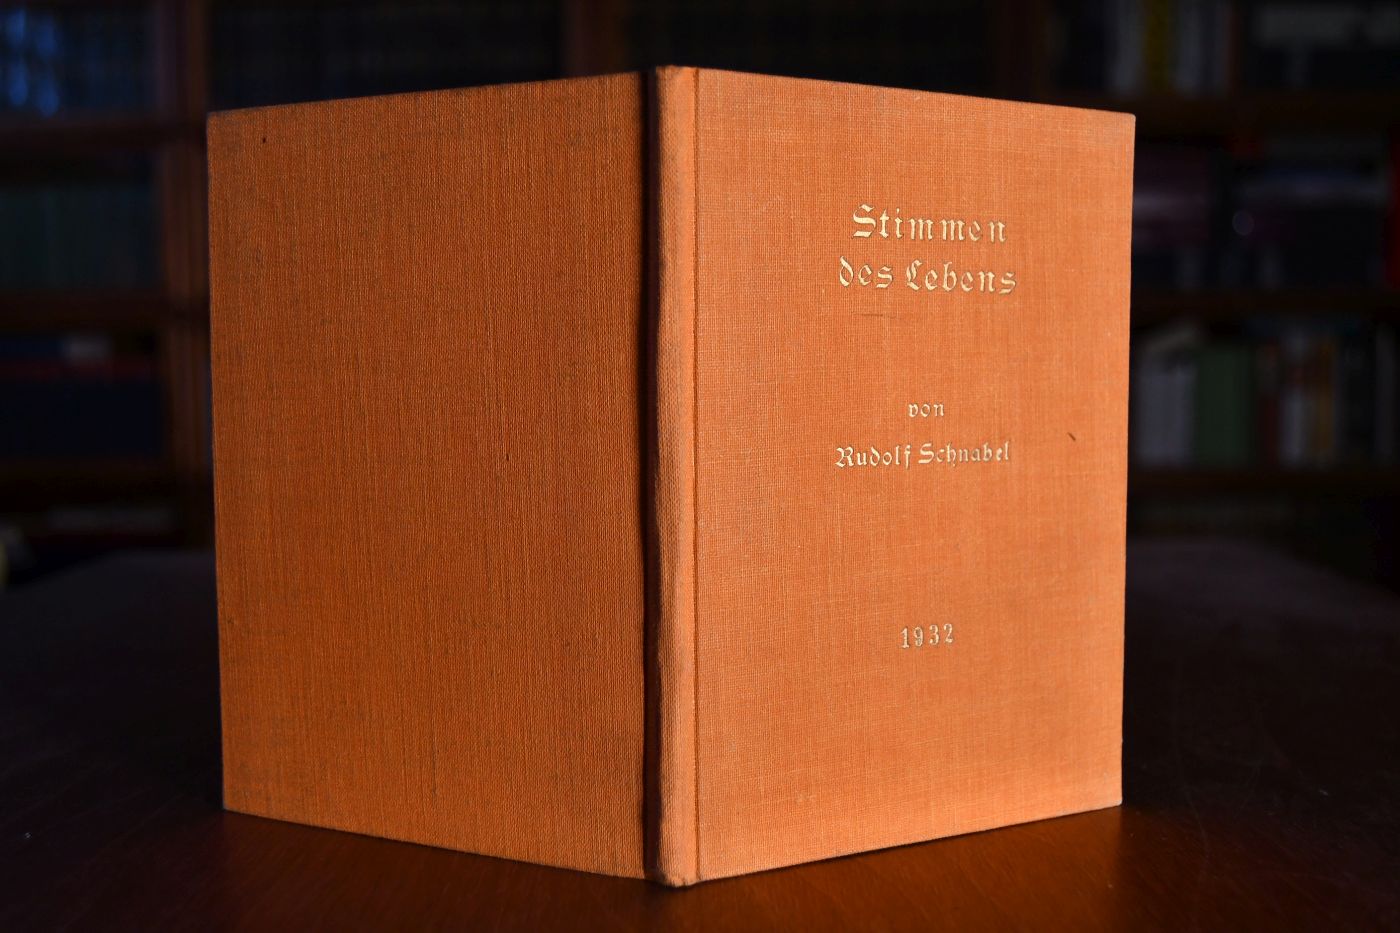 Stimmen
des Lebens
von
Rudolf Schnabel
1932